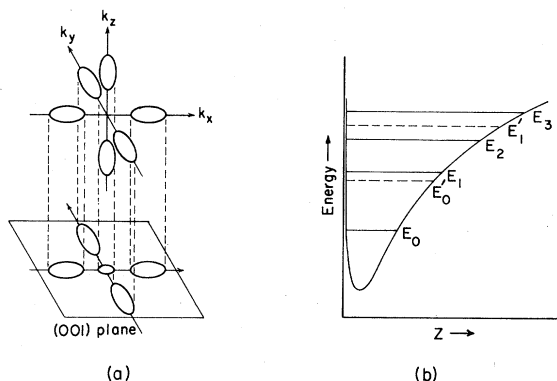 k_z
k_y
k_x
(001) plane
(a)
Energy
E_3
E_1'
E_2
E_1
E_0'
E_0
Z
(b)